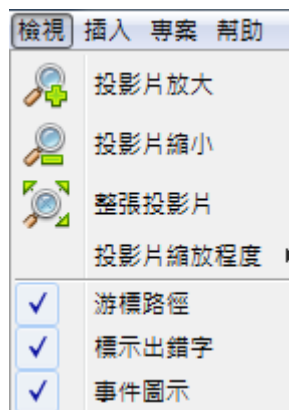 檢視 插入 專案 幫助
投影片放大
投影片縮小
整張投影片
投影片縮放程度
游標路徑
標示出錯字
事件圖示